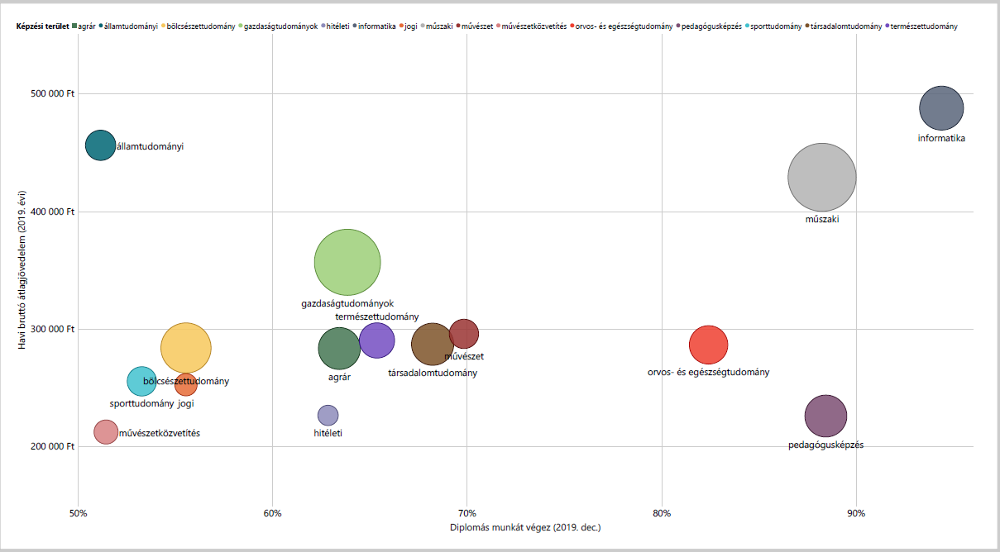 Képzési terület agrár államtudományi bölcsészettudomány gazdaságtudományok hitéleti informatika jogi műszaki művészet művészetközvetítés orvos- és egészségtudomány pedagógusképzés sporttudomány társadalomtudomány természettudomány
500 000 Ft
informatika
államtudományi
Havi bruttó átlagjövedelem (2019. évi)
400 000 Ft
műszaki
gazdaságtudományok
természettudomány
300 000 Ft
művészet
társadalomtudomány
orvos- és egészségtudomány
agrár
bölcsészettudomány
sporttudomány
jogi
művészetközvetítés
hitéleti
pedagógusképzés
200 000 Ft
50% 60% 70% 80% 90%
Diplomás munkát végez (2019. dec.)